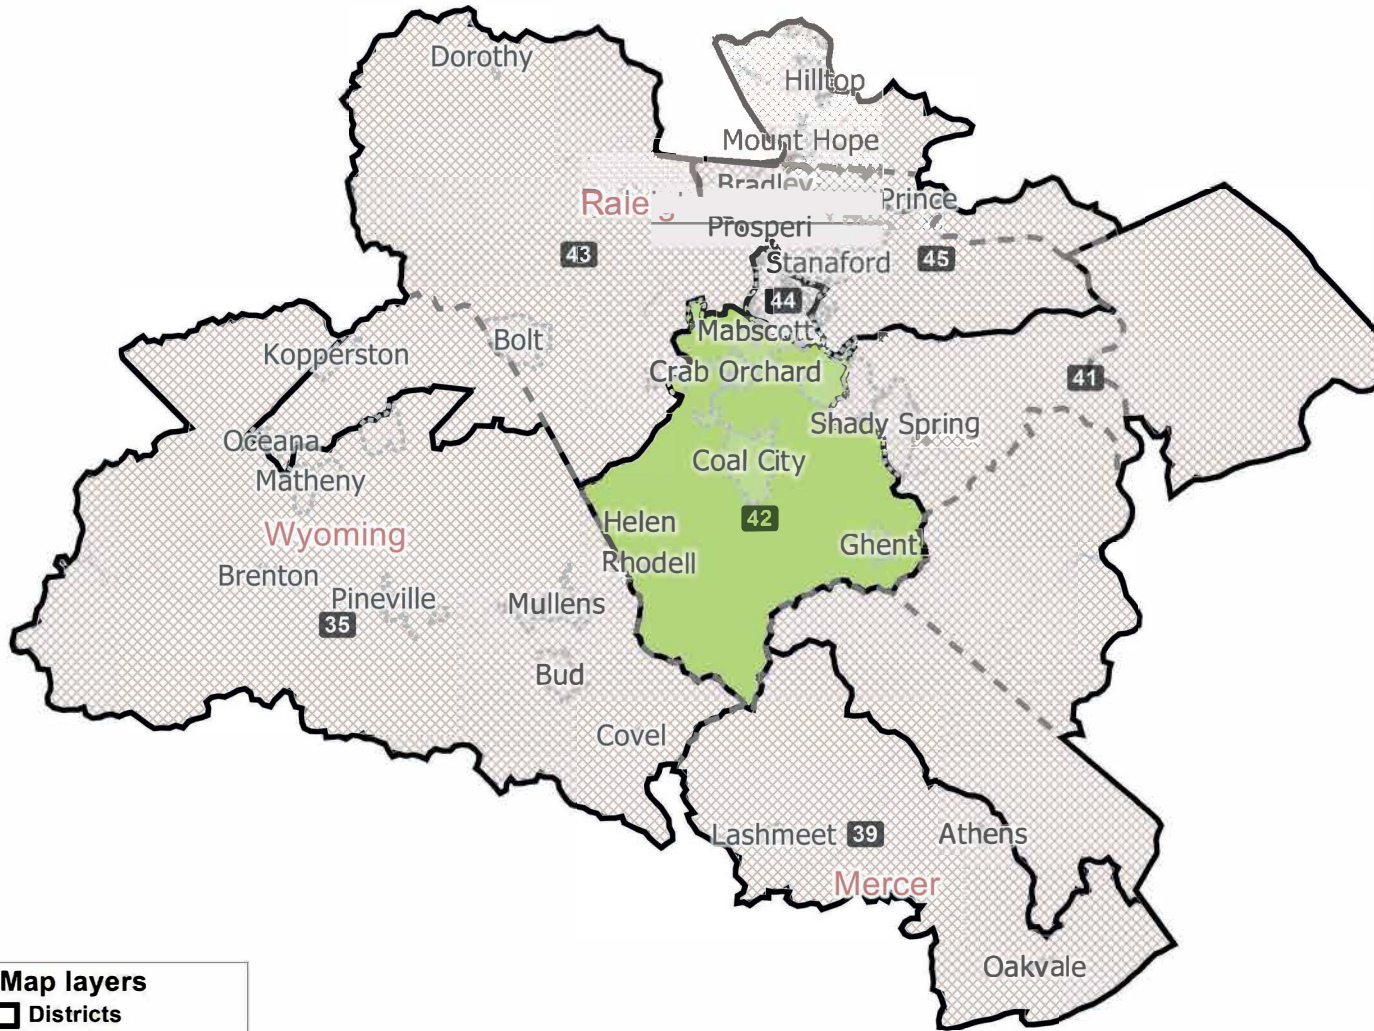 Dorothy
Hilltop
Mount Hope
Bradley
Raleig
Prince
Prosperi
43
Stanaford
45
44
Mabscott
Bolt
Kopperston
Crab Orchard
41
Shady Spring
Oceana
Coal City
Matheny
42
Helen
Wyoming
Ghent
Rhodell
Brenton
Pineville
Mullens
35
Bud
Covel
Lashmeet
39
Athens
Mercer
Oakvale
Map layers
Districts